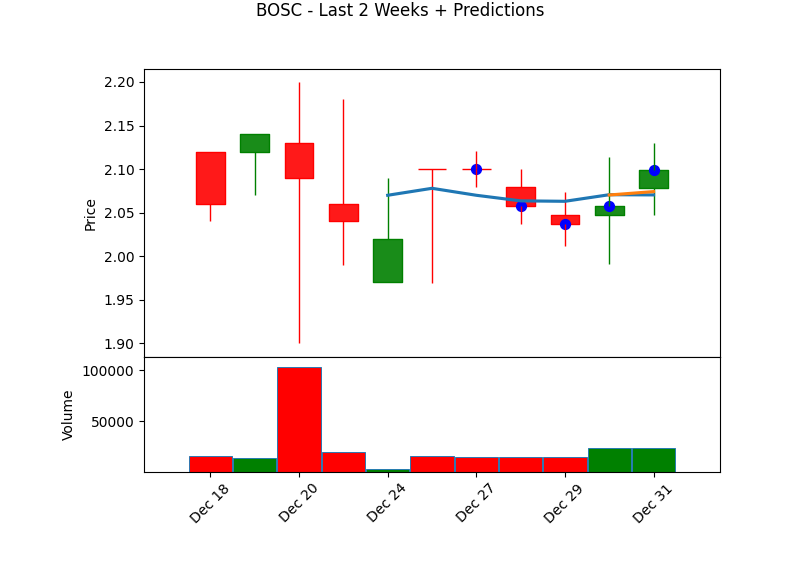 BOSC - Last 2 Weeks + Predictions
2.20
2.15
2.10
2.05
2.00
1.95
1.90
Price
100000
50000
Volume
Dec 18
Dec 20
Dec 24
Dec 27
Dec 29
Dec 31